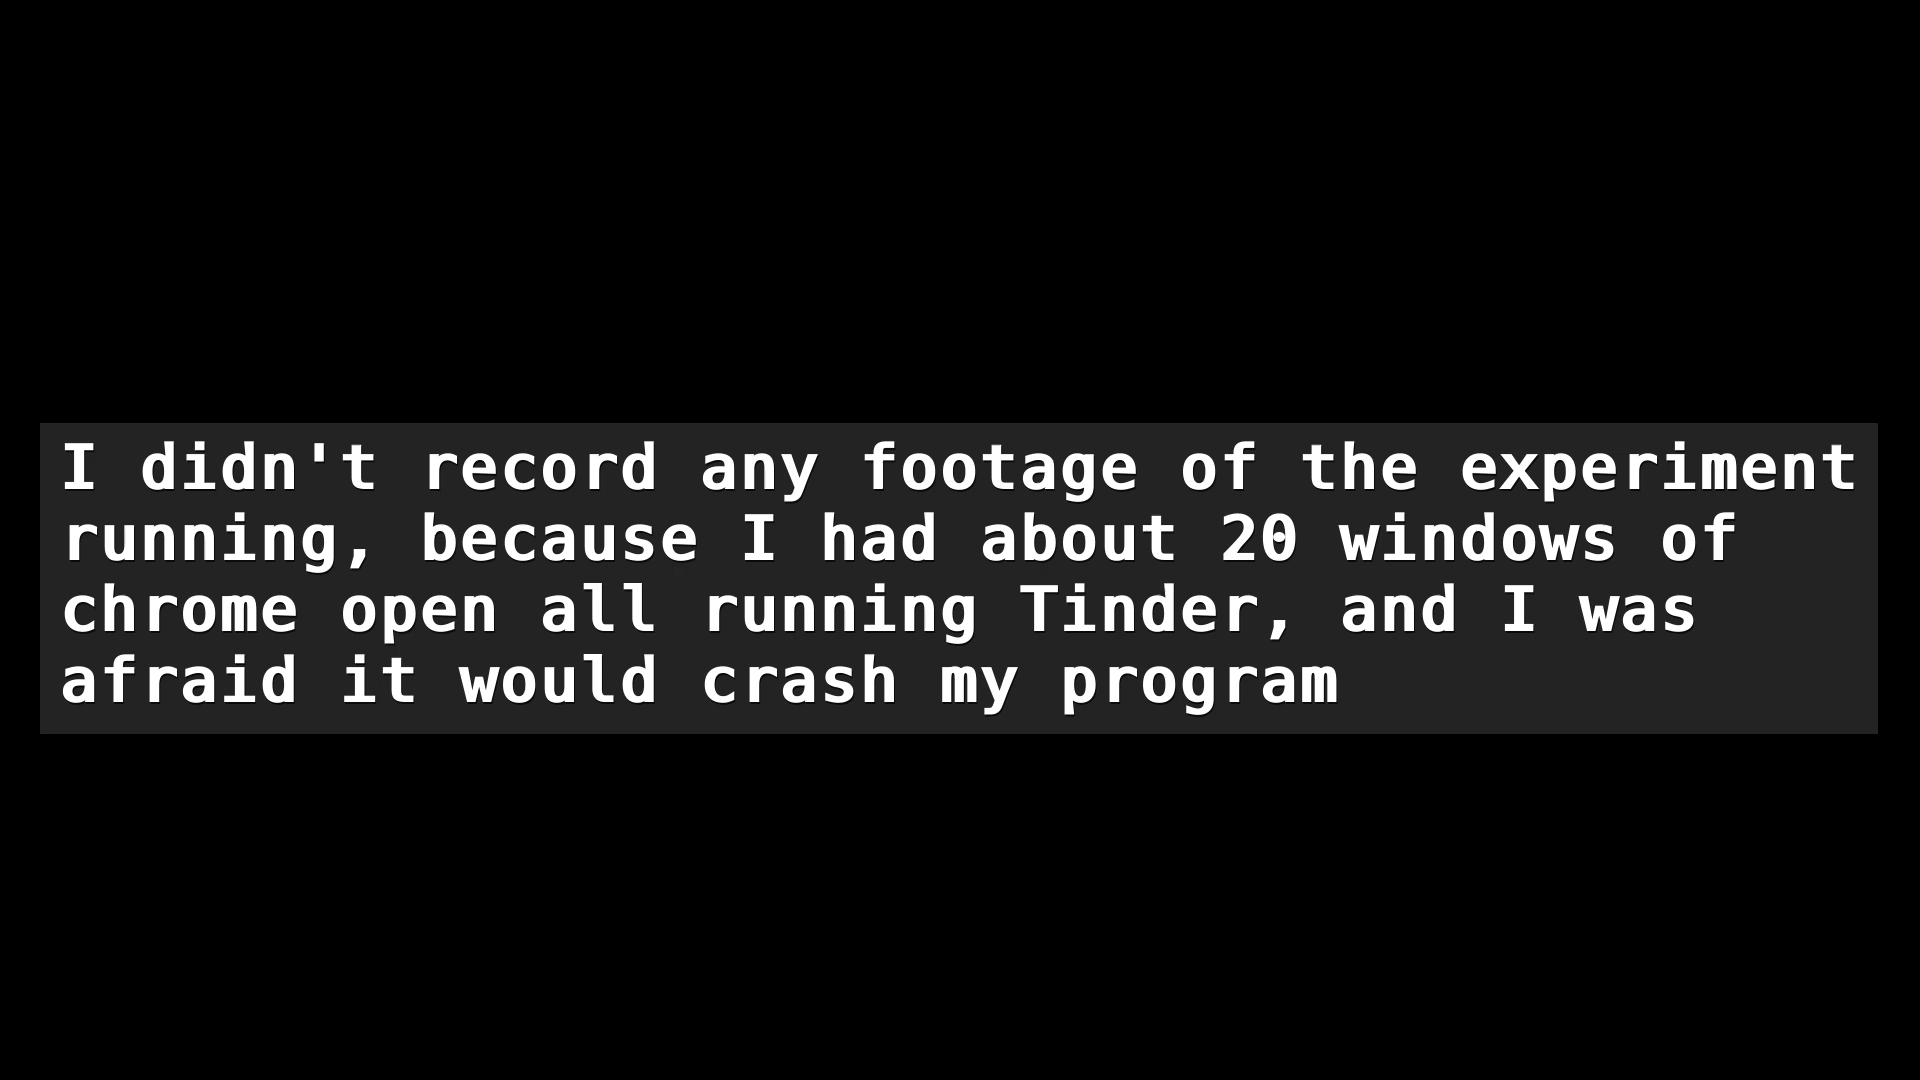 I didn't record any footage of the experiment
running, because I had about 20 windows of
chrome open all running Tinder, and I was
afraid it would crash my program